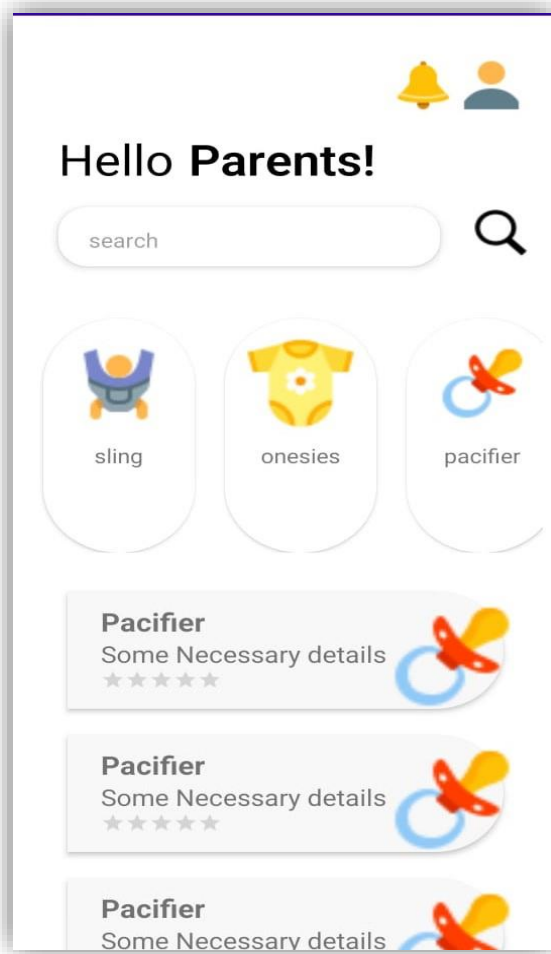 Hello Parents!
search
sling
onesies
pacifier
Pacifier
Some Necessary details
Pacifier
Some Necessary details
Pacifier
Some Necessary details